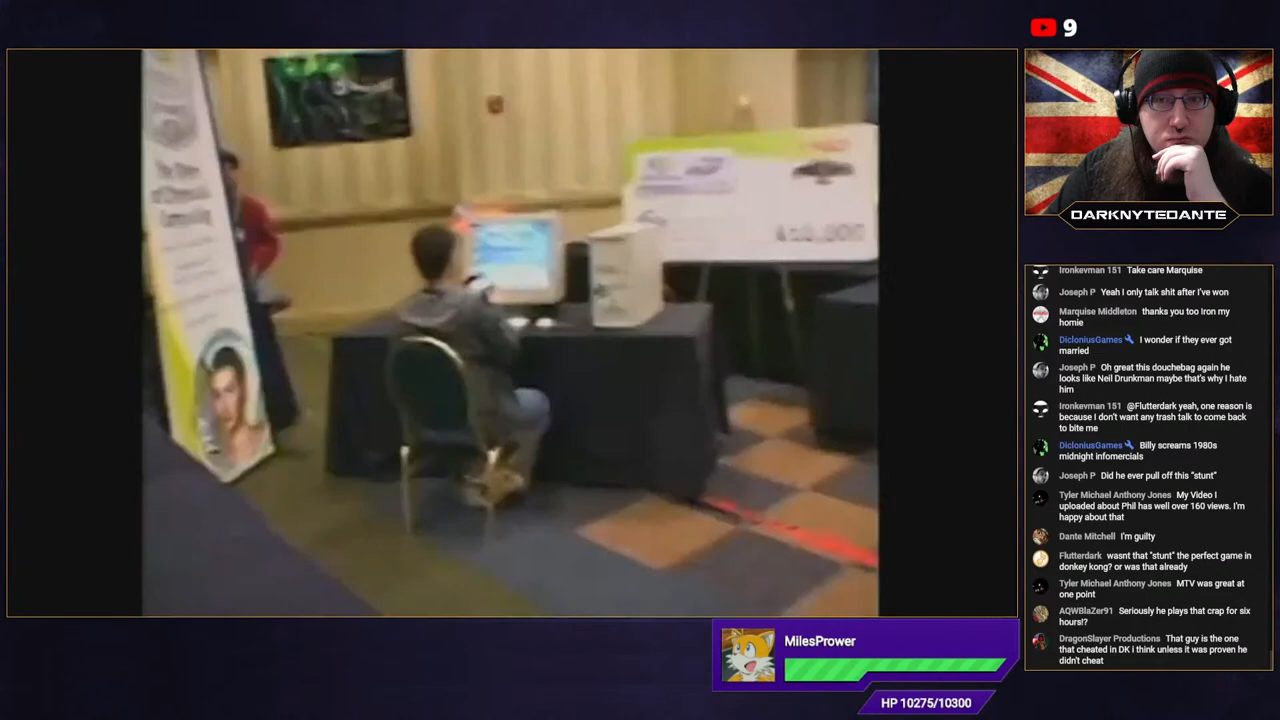 9
DARKNYTEDANTE
Ironkevman 151 Take care Marquise
Joseph P Yeah I only talk shit after I've won
Marquise Middleton thanks you too Iron my
homie
DicloniusGames I wonder if they ever got
married
Joseph P Oh great this douchebag again he
looks like Neil Drunkman maybe that's why I hate
him
Ironkevman 151 @Flutterdark yeah, one reason is
because I don't want any trash talk to come back
to bite me
DicloniusGames Billy screams 1980s
midnight infomercials
Joseph P Did he ever pull off this "stunt"
Tyler Michael Anthony Jones My Video I
uploaded about Phil has well over 160 views. I'm
happy about that
Dante Mitchell I'm guilty
Flutterdark wasnt that "stunt" the perfect game in
donkey kong? or was that already
Tyler Michael Anthony Jones MTV was great at
one point
AQWBlaZer91 Seriously he plays that crap for six
hours!?
DragonSlayer Productions That guy is the one
that cheated in DK i think unless it was proven he
didn't cheat
MilesPrower
HP 10275/10300